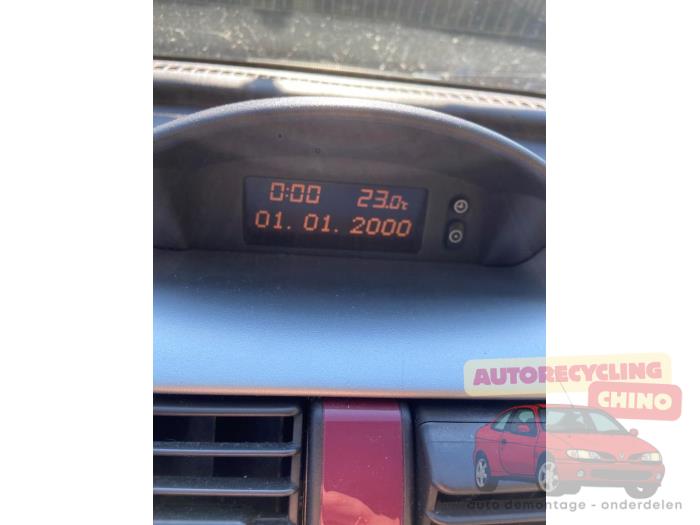 0:00 23.0°C
01. 01. 2000
AUTORECYCLING
CHINO
auto demontage - onderdelen